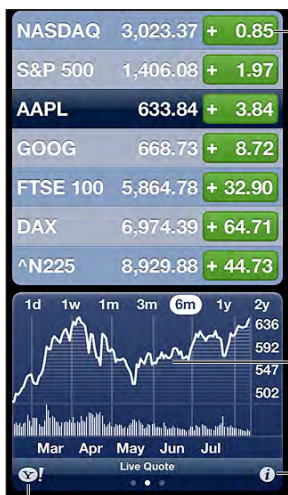 NASDAQ 3,023.37 + 0.85
S&P 500 1,406.08 + 1.97
AAPL 633.84 + 3.84
GOOG 668.73 + 8.72
FTSE 100 5,864.78 + 32.90
DAX 6,974.39 + 64.71
^N225 8,929.88 + 44.73
1d 1w 1m 3m 6m 1y 2y
636
592
547
502
Mar Apr May Jun Jul
Y! Live Quote i